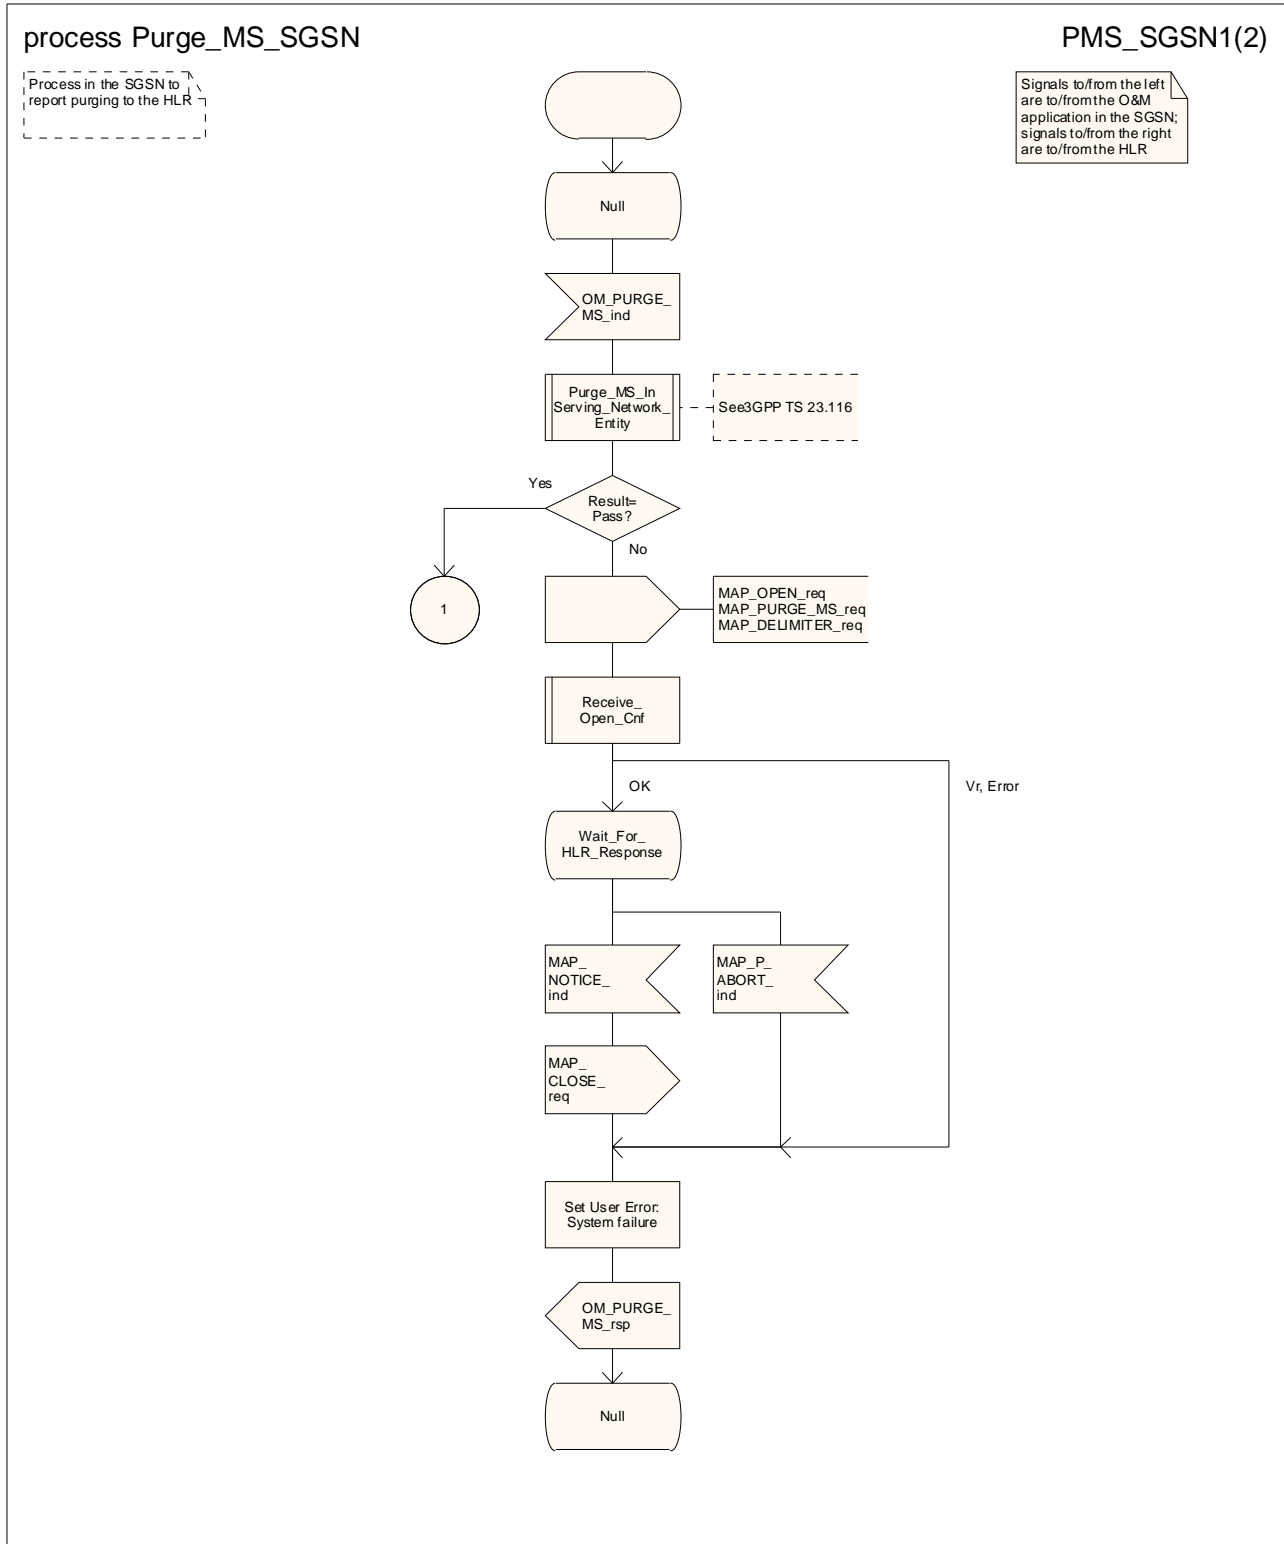 process Purge_MS_SGSN
PMS_SGSN1(2)
Process in the SGSN to
report purging to the HLR
Signals to/from the left
are to/from the O&M
application in the SGSN;
signals to/from the right
are to/from the HLR
Null
OM_PURGE_
MS_ind
Purge_MS_In
Serving_Network_
Entity
See3GPP TS 23.116
Yes
Result=
Pass?
No
1
MAP_OPEN_req
MAP_PURGE_MS_req
MAP_DELIMITER_req
Receive_
Open_Cnf
OK
Vr, Error
Wait_For_
HLR_Response
MAP_
NOTICE_
ind
MAP_P_
ABORT_
ind
MAP_
CLOSE_
req
Set User Error:
System failure
OM_PURGE_
MS_rsp
Null